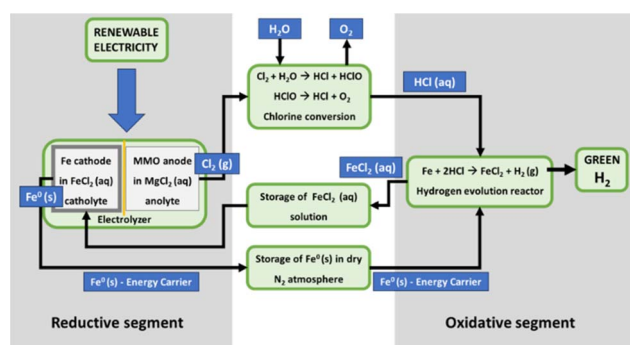 RENEWABLE
ELECTRICITY
H₂O
O₂
Cl₂ + H₂O → HCl + HClO
HClO → HCl + O₂
Chlorine conversion
HCl (aq)
Fe cathode
in FeCl₂ (aq)
catholyte
MMO anode
in MgCl₂ (aq)
anolyte
Electrolyzer
Cl₂ (g)
Fe⁰ (s)
FeCl₂ (aq)
Storage of FeCl₂ (aq)
solution
Fe + 2HCl → FeCl₂ + H₂ (g)
Hydrogen evolution reactor
GREEN
H₂
Storage of Fe⁰ (s) in dry
N₂ atmosphere
Fe⁰ (s) - Energy Carrier
Fe⁰ (s) - Energy Carrier
Reductive segment
Oxidative segment